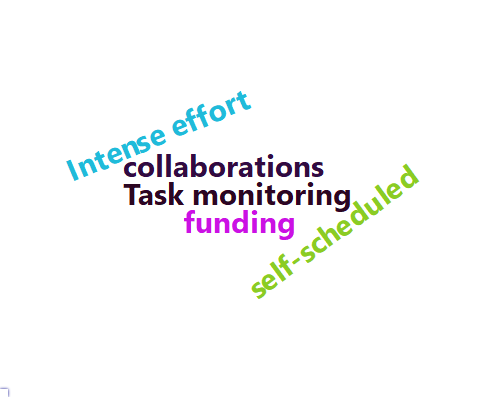 Intense effort
collaborations
Task monitoring
funding
self-scheduled